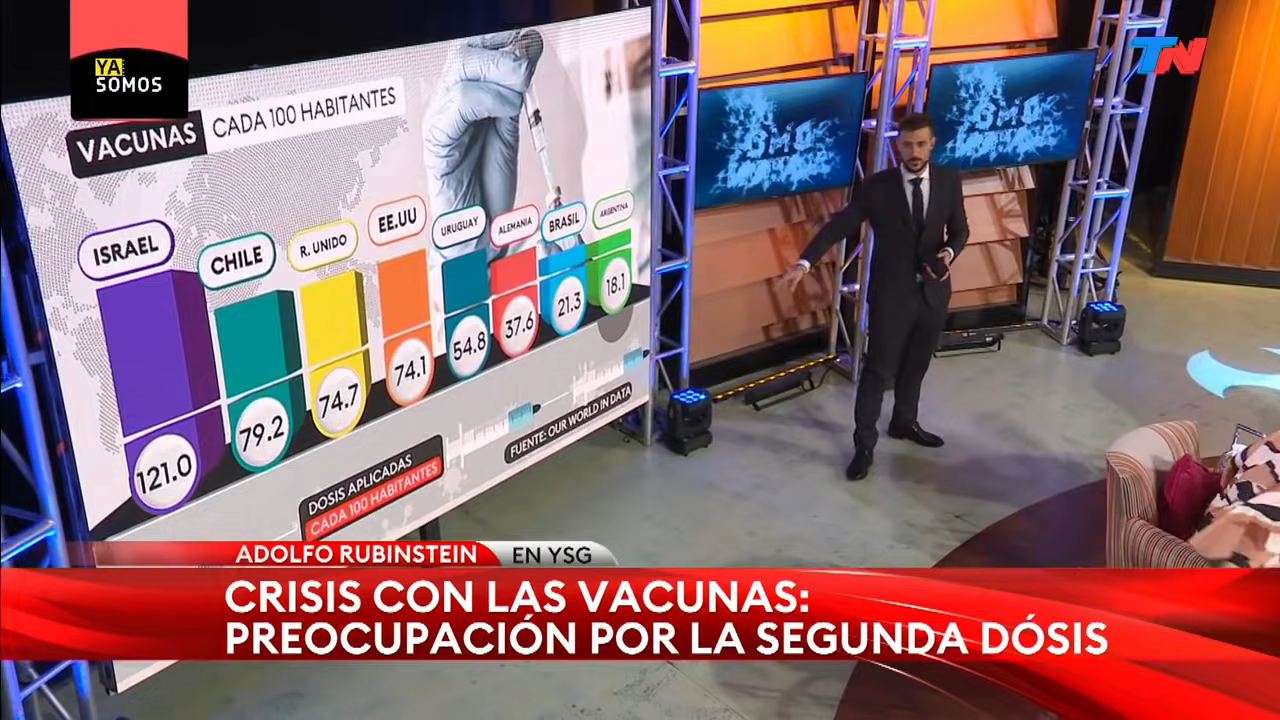 YA
SOMOS
TN
VACUNAS
CADA 100 HABITANTES
ISRAEL
CHILE
R. UNIDO
EE.UU
URUGUAY
ALEMANIA
BRASIL
ARGENTINA
121.0
79.2
74.7
74.1
54.8
37.6
21.3
18.1
DOSIS APLICADAS
CADA 100 HABITANTES
FUENTE: OUR WORLD IN DATA
ADOLFO RUBINSTEIN
EN YSG
CRISIS CON LAS VACUNAS:
PREOCUPACIÓN POR LA SEGUNDA DÓSIS